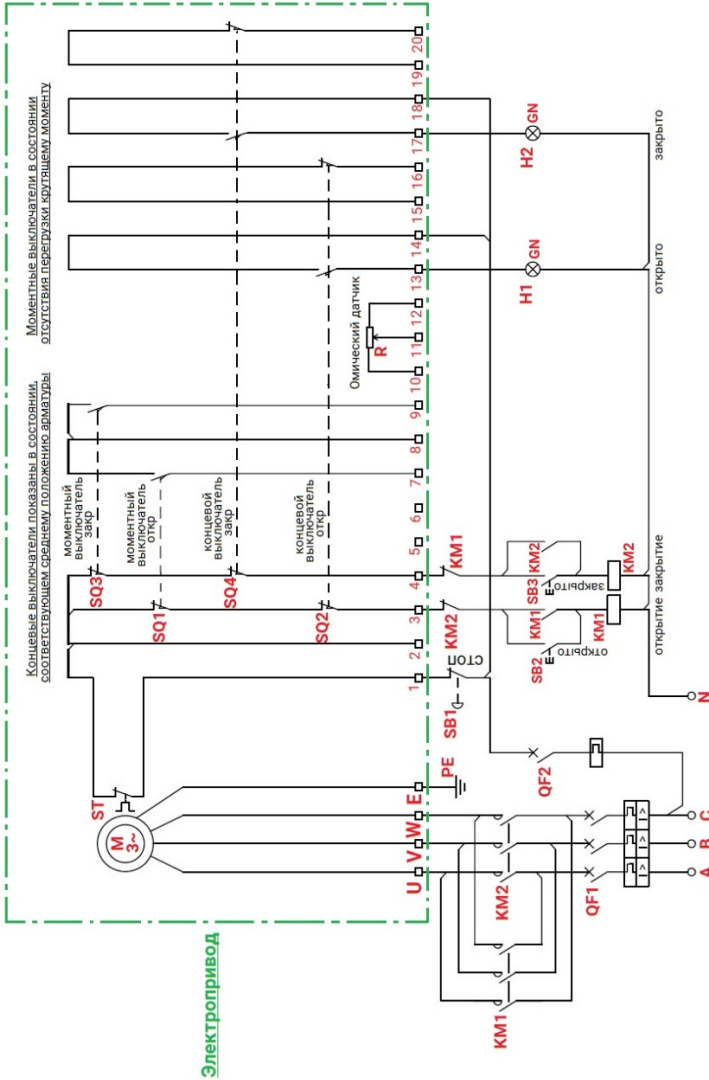 Электропривод
Концевые выключатели показаны в состоянии,
соответствующем среднему положению арматуры
Моментные выключатели в состоянии
отсутствия перегрузки крутящему моменту
ST
M
3~
SQ3
моментный
выключатель
закр
SQ1
моментный
выключатель
откр
SQ4
концевой
выключатель
закр
SQ2
концевой
выключатель
откр
Омический датчик
R
U
V
W
E
1
2
3
4
5
6
7
8
9
10
11
12
13
14
15
16
17
18
19
20
PE
SB1
СТОП
KM2
KM1
KM1
KM2
QF2
SB2
открыто
KM1
KM1
SB3
закрыто
KM2
KM2
H1
GN
H2
GN
QF1
I>
I>
I>
A
B
C
N
открытие
закрытие
открыто
закрыто